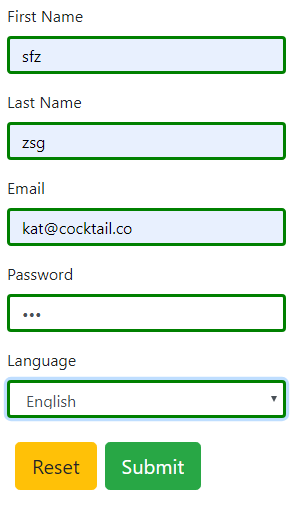 First Name
sfz
Last Name
zsg
Email
kat@cocktail.co
Password
•••
Language
English
Reset Submit